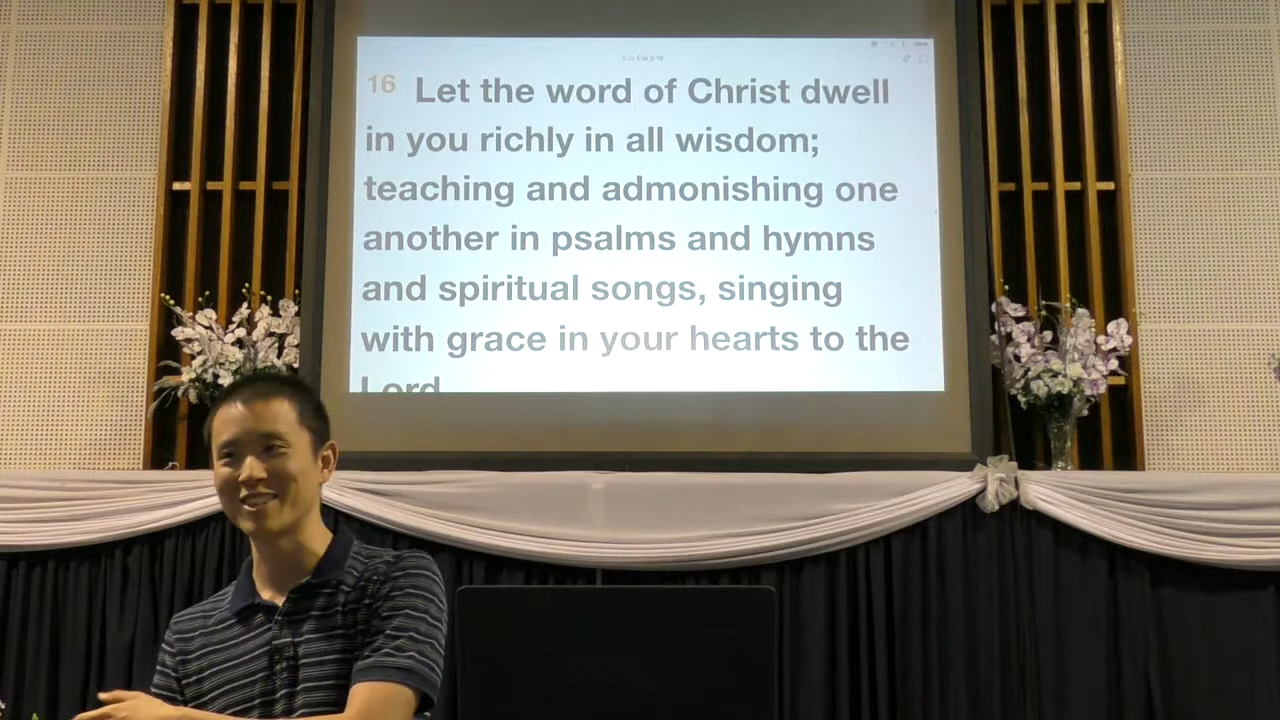 16 Let the word of Christ dwell
in you richly in all wisdom;
teaching and admonishing one
another in psalms and hymns
and spiritual songs, singing
with grace in your hearts to the
Lord